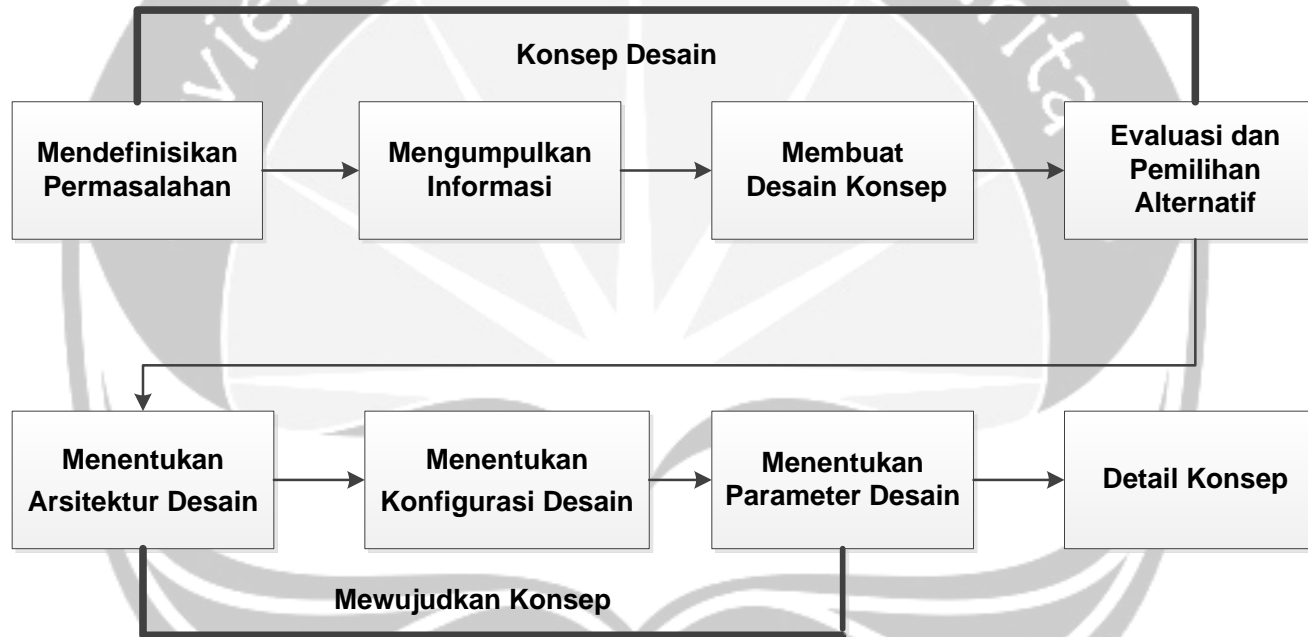 Konsep Desain
Mendefinisikan
Permasalahan
Mengumpulkan
Informasi
Membuat
Desain Konsep
Evaluasi dan
Pemilihan
Alternatif
Menentukan
Arsitektur Desain
Menentukan
Konfigurasi Desain
Menentukan
Parameter Desain
Detail Konsep
Mewujudkan Konsep